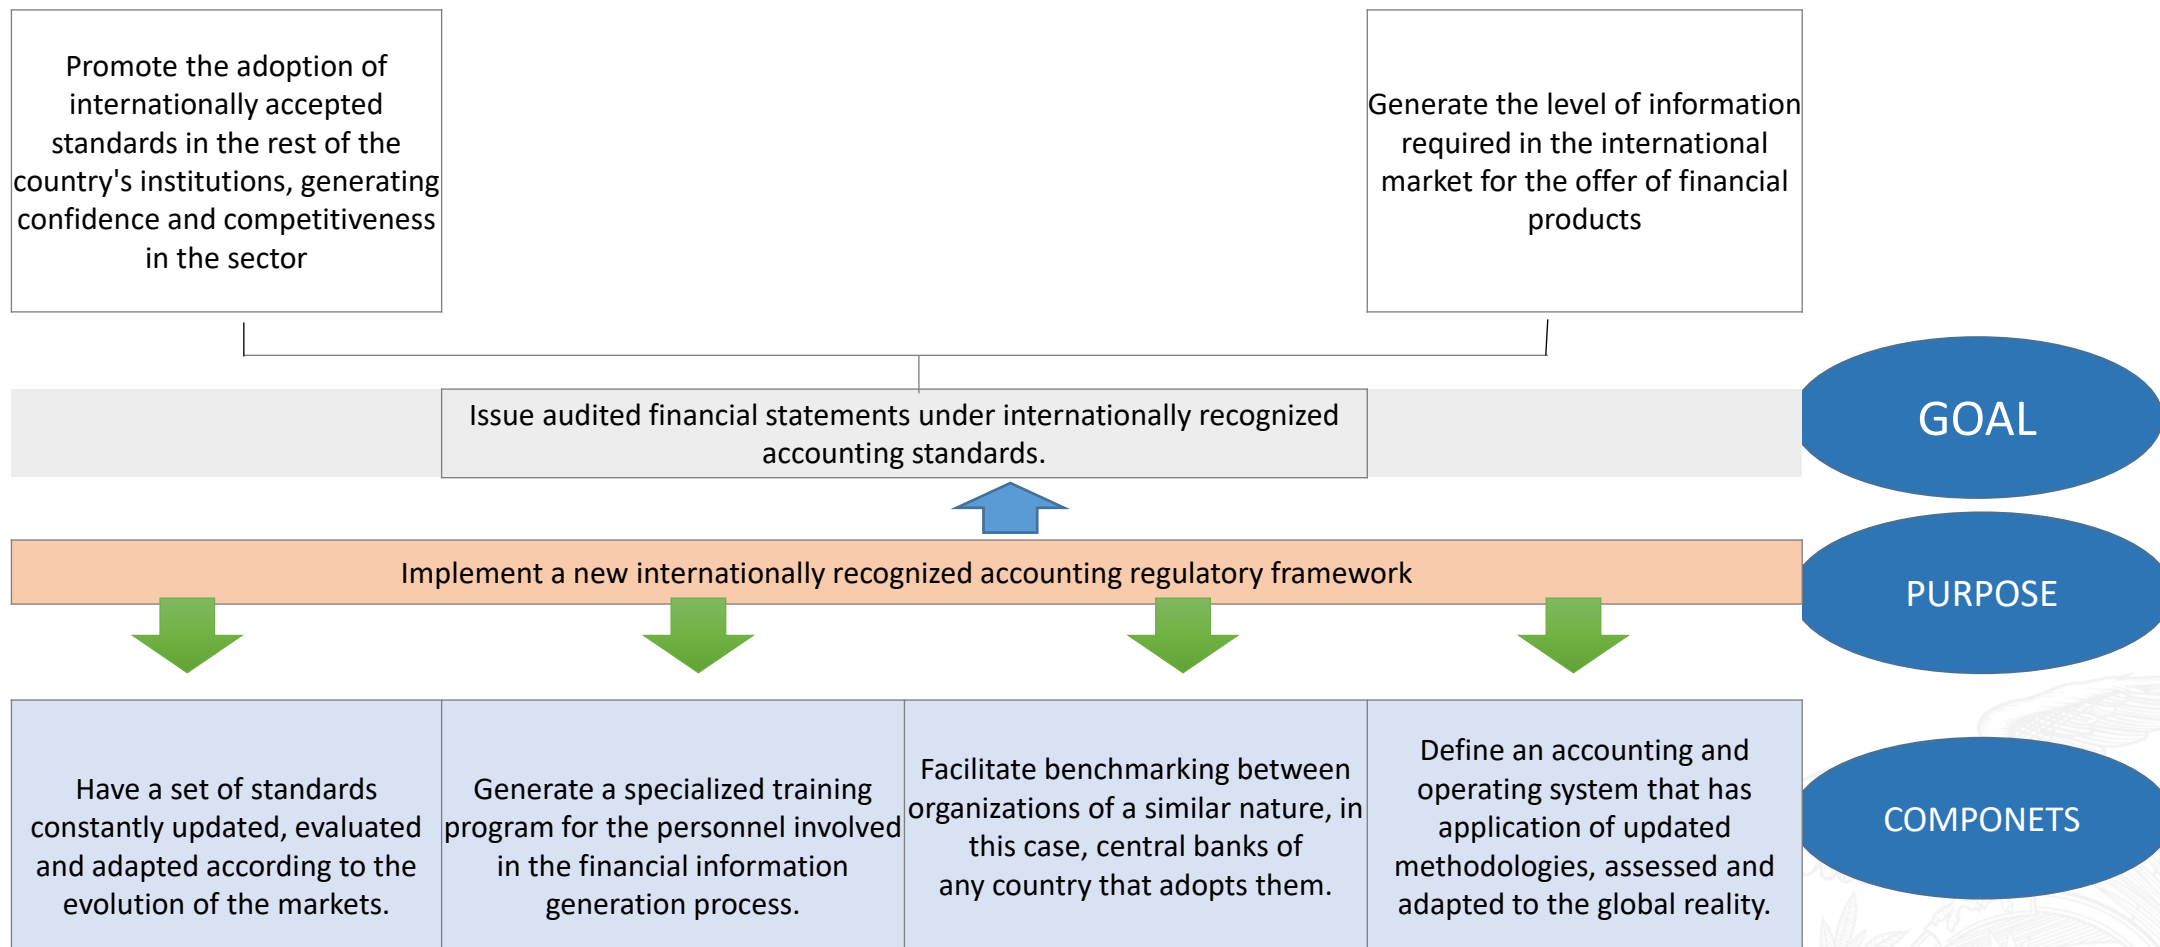 Promote the adoption of
internationally accepted
standards in the rest of the
country's institutions, generating
confidence and competitiveness
in the sector
Generate the level of information
required in the international
market for the offer of financial
products
Issue audited financial statements under internationally recognized
accounting standards.
GOAL
Implement a new internationally recognized accounting regulatory framework
PURPOSE
Have a set of standards
constantly updated, evaluated
and adapted according to the
evolution of the markets.
Generate a specialized training
program for the personnel involved
in the financial information
generation process.
Facilitate benchmarking between
organizations of a similar nature, in
this case, central banks of
any country that adopts them.
Define an accounting and
operating system that has
application of updated
methodologies, assessed and
adapted to the global reality.
COMPONETS